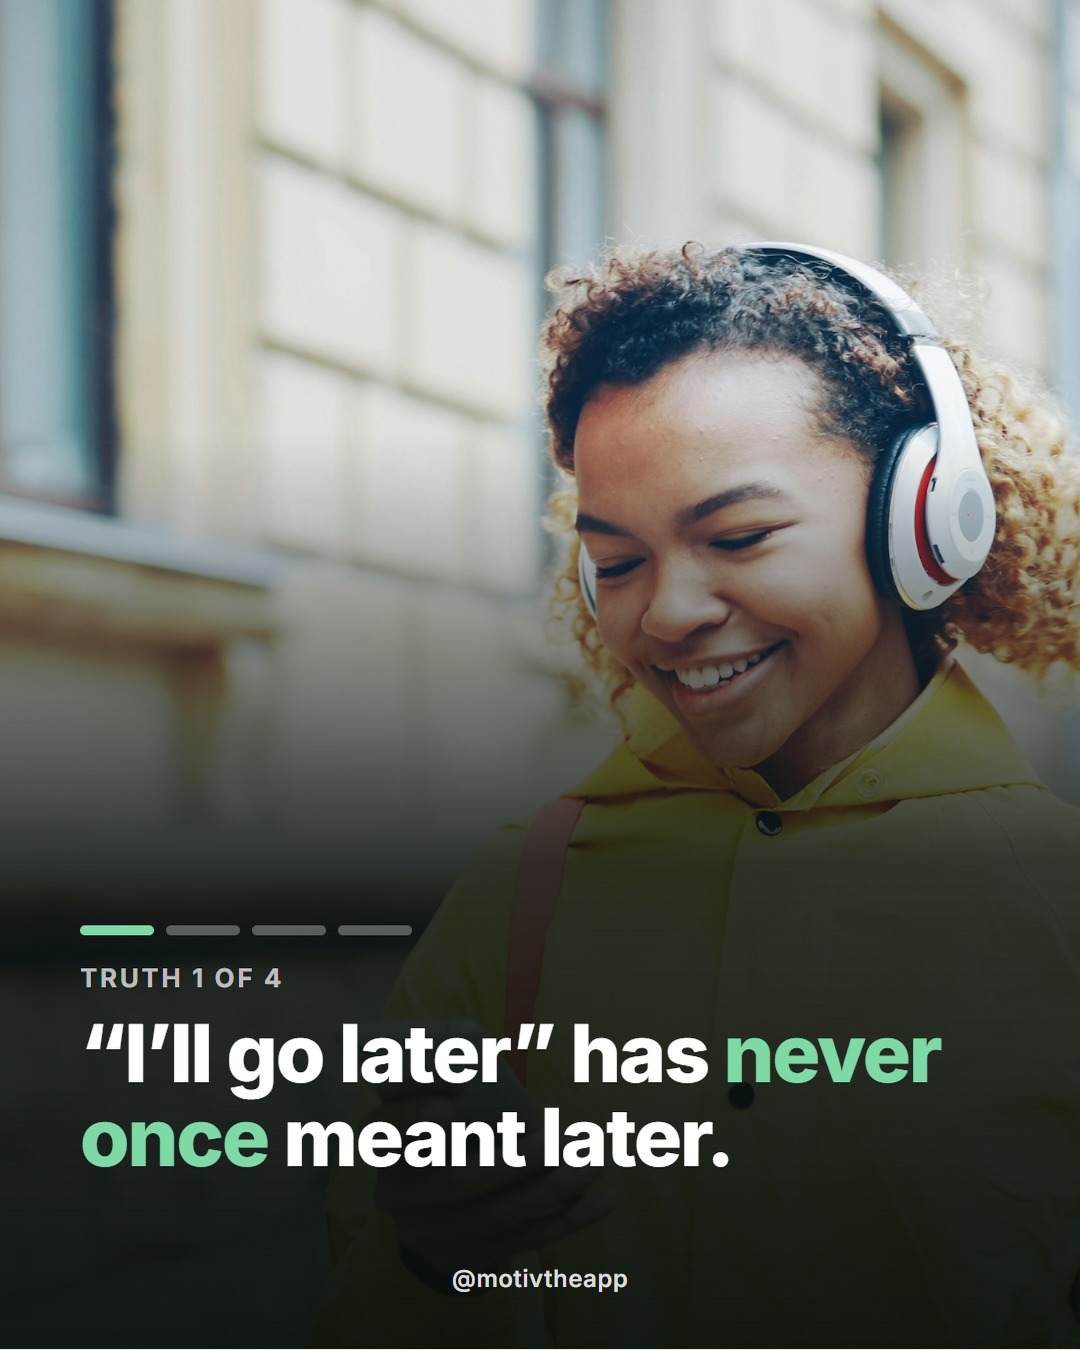 TRUTH 1 OF 4
“I’ll go later” has never
once meant later.
@motivtheapp